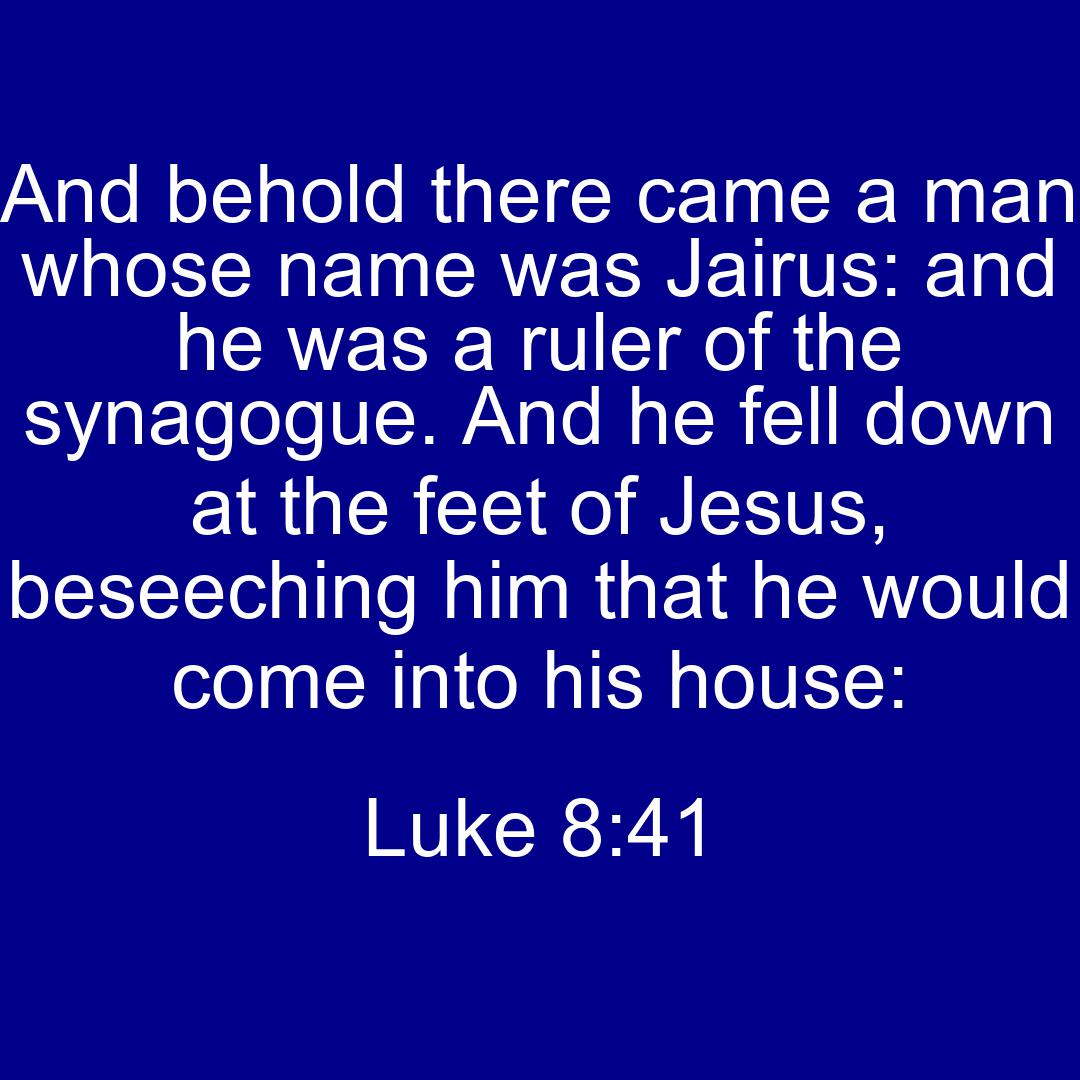 And behold there came a man
whose name was Jairus: and
he was a ruler of the
synagogue. And he fell down
at the feet of Jesus,
beseeching him that he would
come into his house:
Luke 8:41